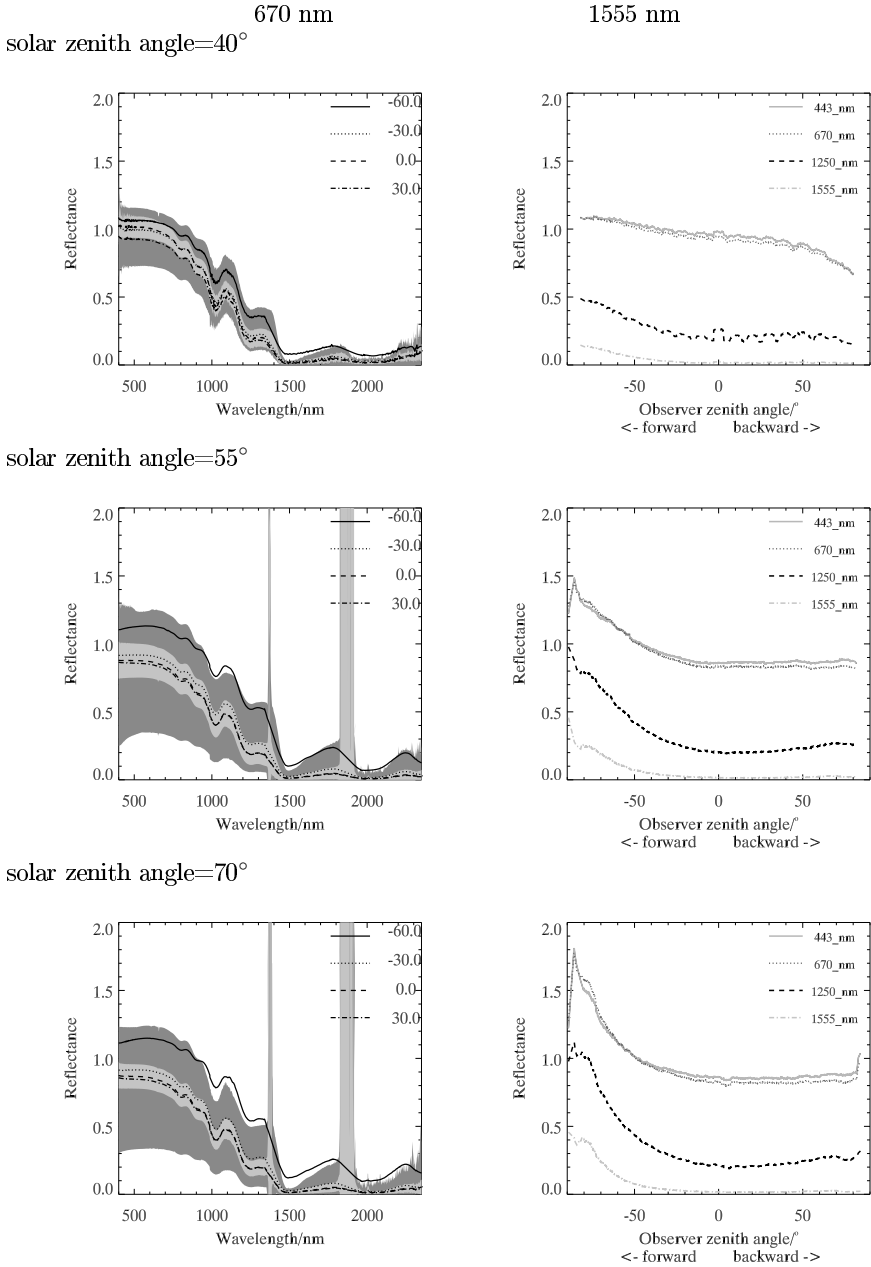 670 nm 1555 nm
solar zenith angle=40°
2.0
1.5
1.0
0.5
0.0
Reflectance
-60.0
-30.0
0.0
30.0
500 1000 1500 2000
Wavelength/nm
2.0
1.5
1.0
0.5
0.0
Reflectance
443_nm
670_nm
1250_nm
1555_nm
-50 0 50
Observer zenith angle/°
<- forward backward ->
solar zenith angle=55°
2.0
1.5
1.0
0.5
0.0
Reflectance
-60.0
-30.0
0.0
30.0
500 1000 1500 2000
Wavelength/nm
2.0
1.5
1.0
0.5
0.0
Reflectance
443_nm
670_nm
1250_nm
1555_nm
-50 0 50
Observer zenith angle/°
<- forward backward ->
solar zenith angle=70°
2.0
1.5
1.0
0.5
0.0
Reflectance
-60.0
-30.0
0.0
30.0
500 1000 1500 2000
Wavelength/nm
2.0
1.5
1.0
0.5
0.0
Reflectance
443_nm
670_nm
1250_nm
1555_nm
-50 0 50
Observer zenith angle/°
<- forward backward ->